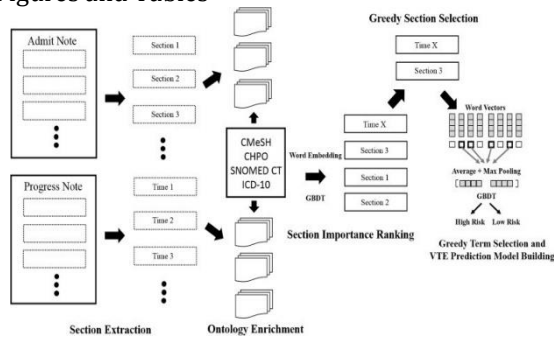 Figures and Tables
Admit Note
Section 1
Section 2
Section 3
Progress Note
Time 1
Time 2
Time 3
Section Extraction
CMeSH
CHPO
SNOMED CT
ICD-10
Ontology Enrichment
Word Embedding
GBDT
Time X
Section 3
Section 1
Section 2
Section Importance Ranking
Greedy Section Selection
Time X
Section 3
Word Vectors
Average + Max Pooling
GBDT
High Risk
Low Risk
Greedy Term Selection and
VTE Prediction Model Building